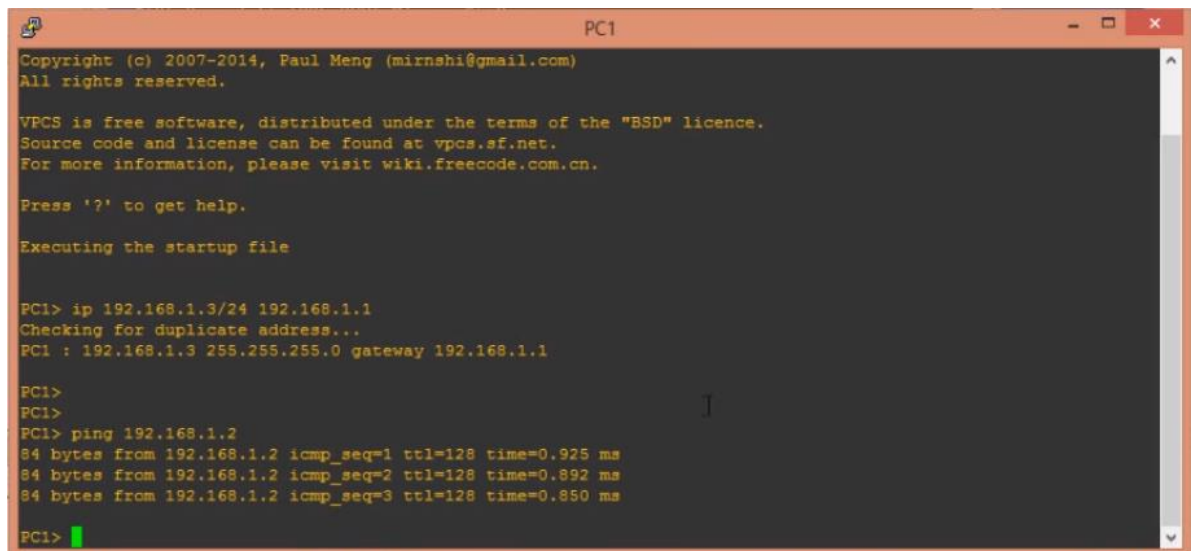 PC1
Copyright (c) 2007-2014, Paul Meng (mirnshi@gmail.com)
All rights reserved.
VPCS is free software, distributed under the terms of the "BSD" licence.
Source code and license can be found at vpcs.sf.net.
For more information, please visit wiki.freecode.com.cn.
Press '?' to get help.
Executing the startup file
PC1> ip 192.168.1.3/24 192.168.1.1
Checking for duplicate address...
PC1 : 192.168.1.3 255.255.255.0 gateway 192.168.1.1
PC1>
PC1>
PC1> ping 192.168.1.2
84 bytes from 192.168.1.2 icmp_seq=1 ttl=128 time=0.925 ms
84 bytes from 192.168.1.2 icmp_seq=2 ttl=128 time=0.892 ms
84 bytes from 192.168.1.2 icmp_seq=3 ttl=128 time=0.850 ms
PC1>